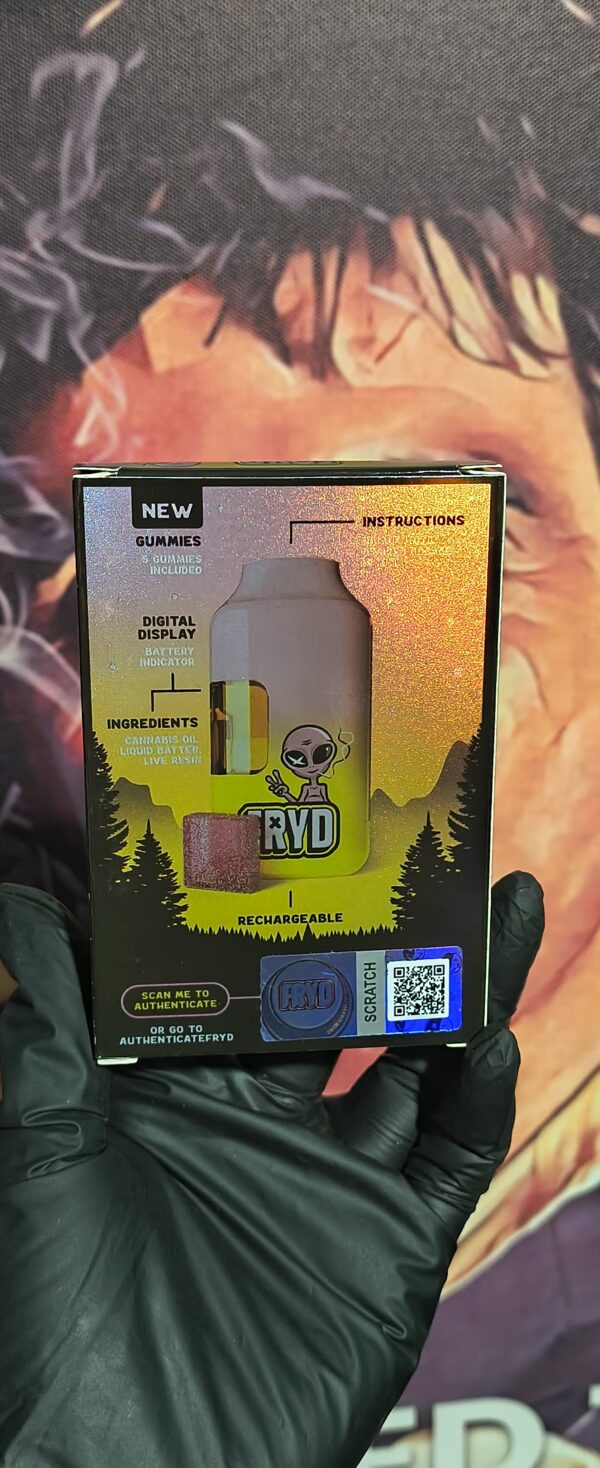 NEW
GUMMIES
5 GUMMIES
INCLUDED
INSTRUCTIONS
DIGITAL
DISPLAY
BATTERY
INDICATOR
INGREDIENTS
CANNABIS OIL
LIQUID BATTER,
LIVE RESIN
FRYD
RECHARGEABLE
SCAN ME TO
AUTHENTICATE
OR GO TO
AUTHENTICATEFRYD
FRYD
SCRATCH